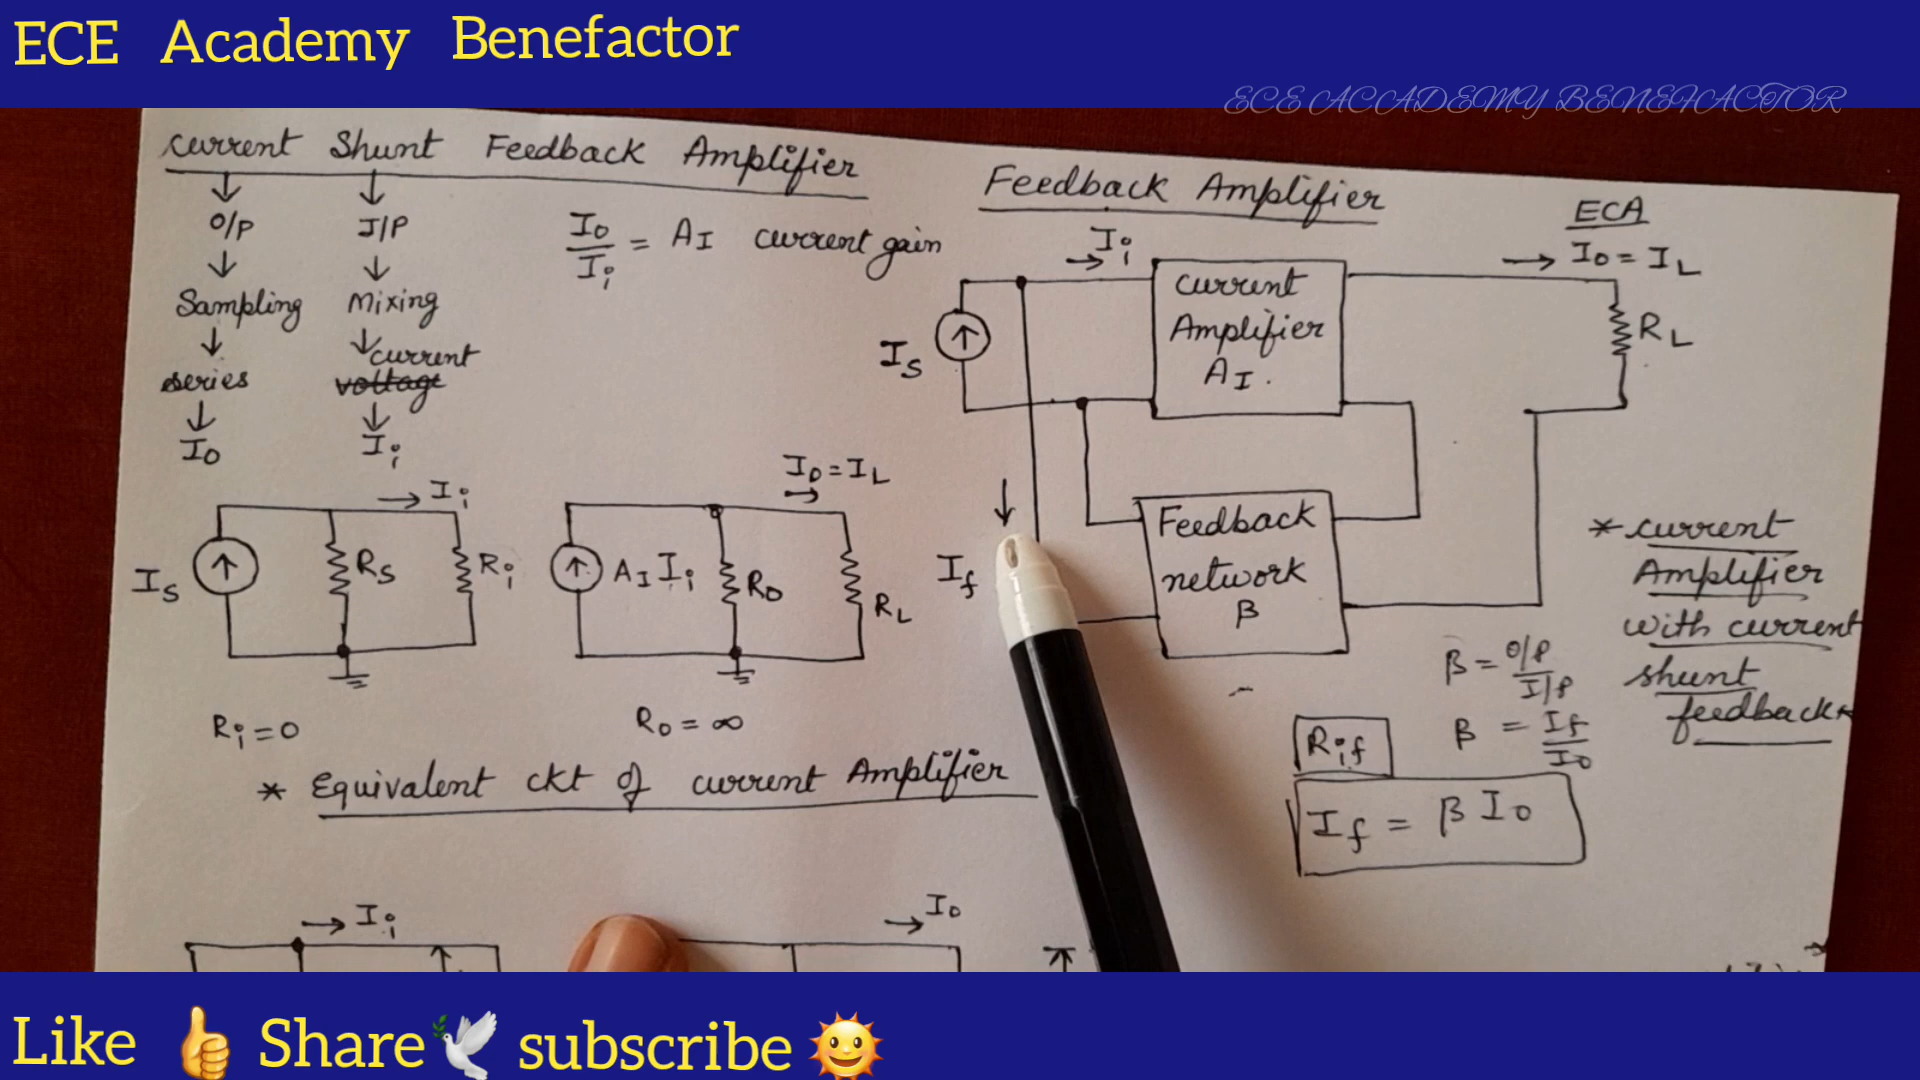 ECE Academy Benefactor
ECE ACCADEMY BENEFACTOR
current Shunt Feedback Amplifier
O/P I/P
Sampling Mixing
series current
voltage
Io Ii
Io/Ii = AI current gain
Is Rs → Ii Ri
AI Ii Ro Io = IL RL
Ri = 0
Ro = ∞
* Equivalent ckt of current Amplifier
→ Ii
→ Io
Feedback Amplifier
ECA
→ Ii
→ Io = IL
Is
current
Amplifier
AI.
RL
If
Feedback
network
β
* current
Amplifier
with current
shunt
feedback *
β = O/P / I/P
β = If / Io
Rif
If = β Io
Like 👍 Share 🕊 subscribe 🌞